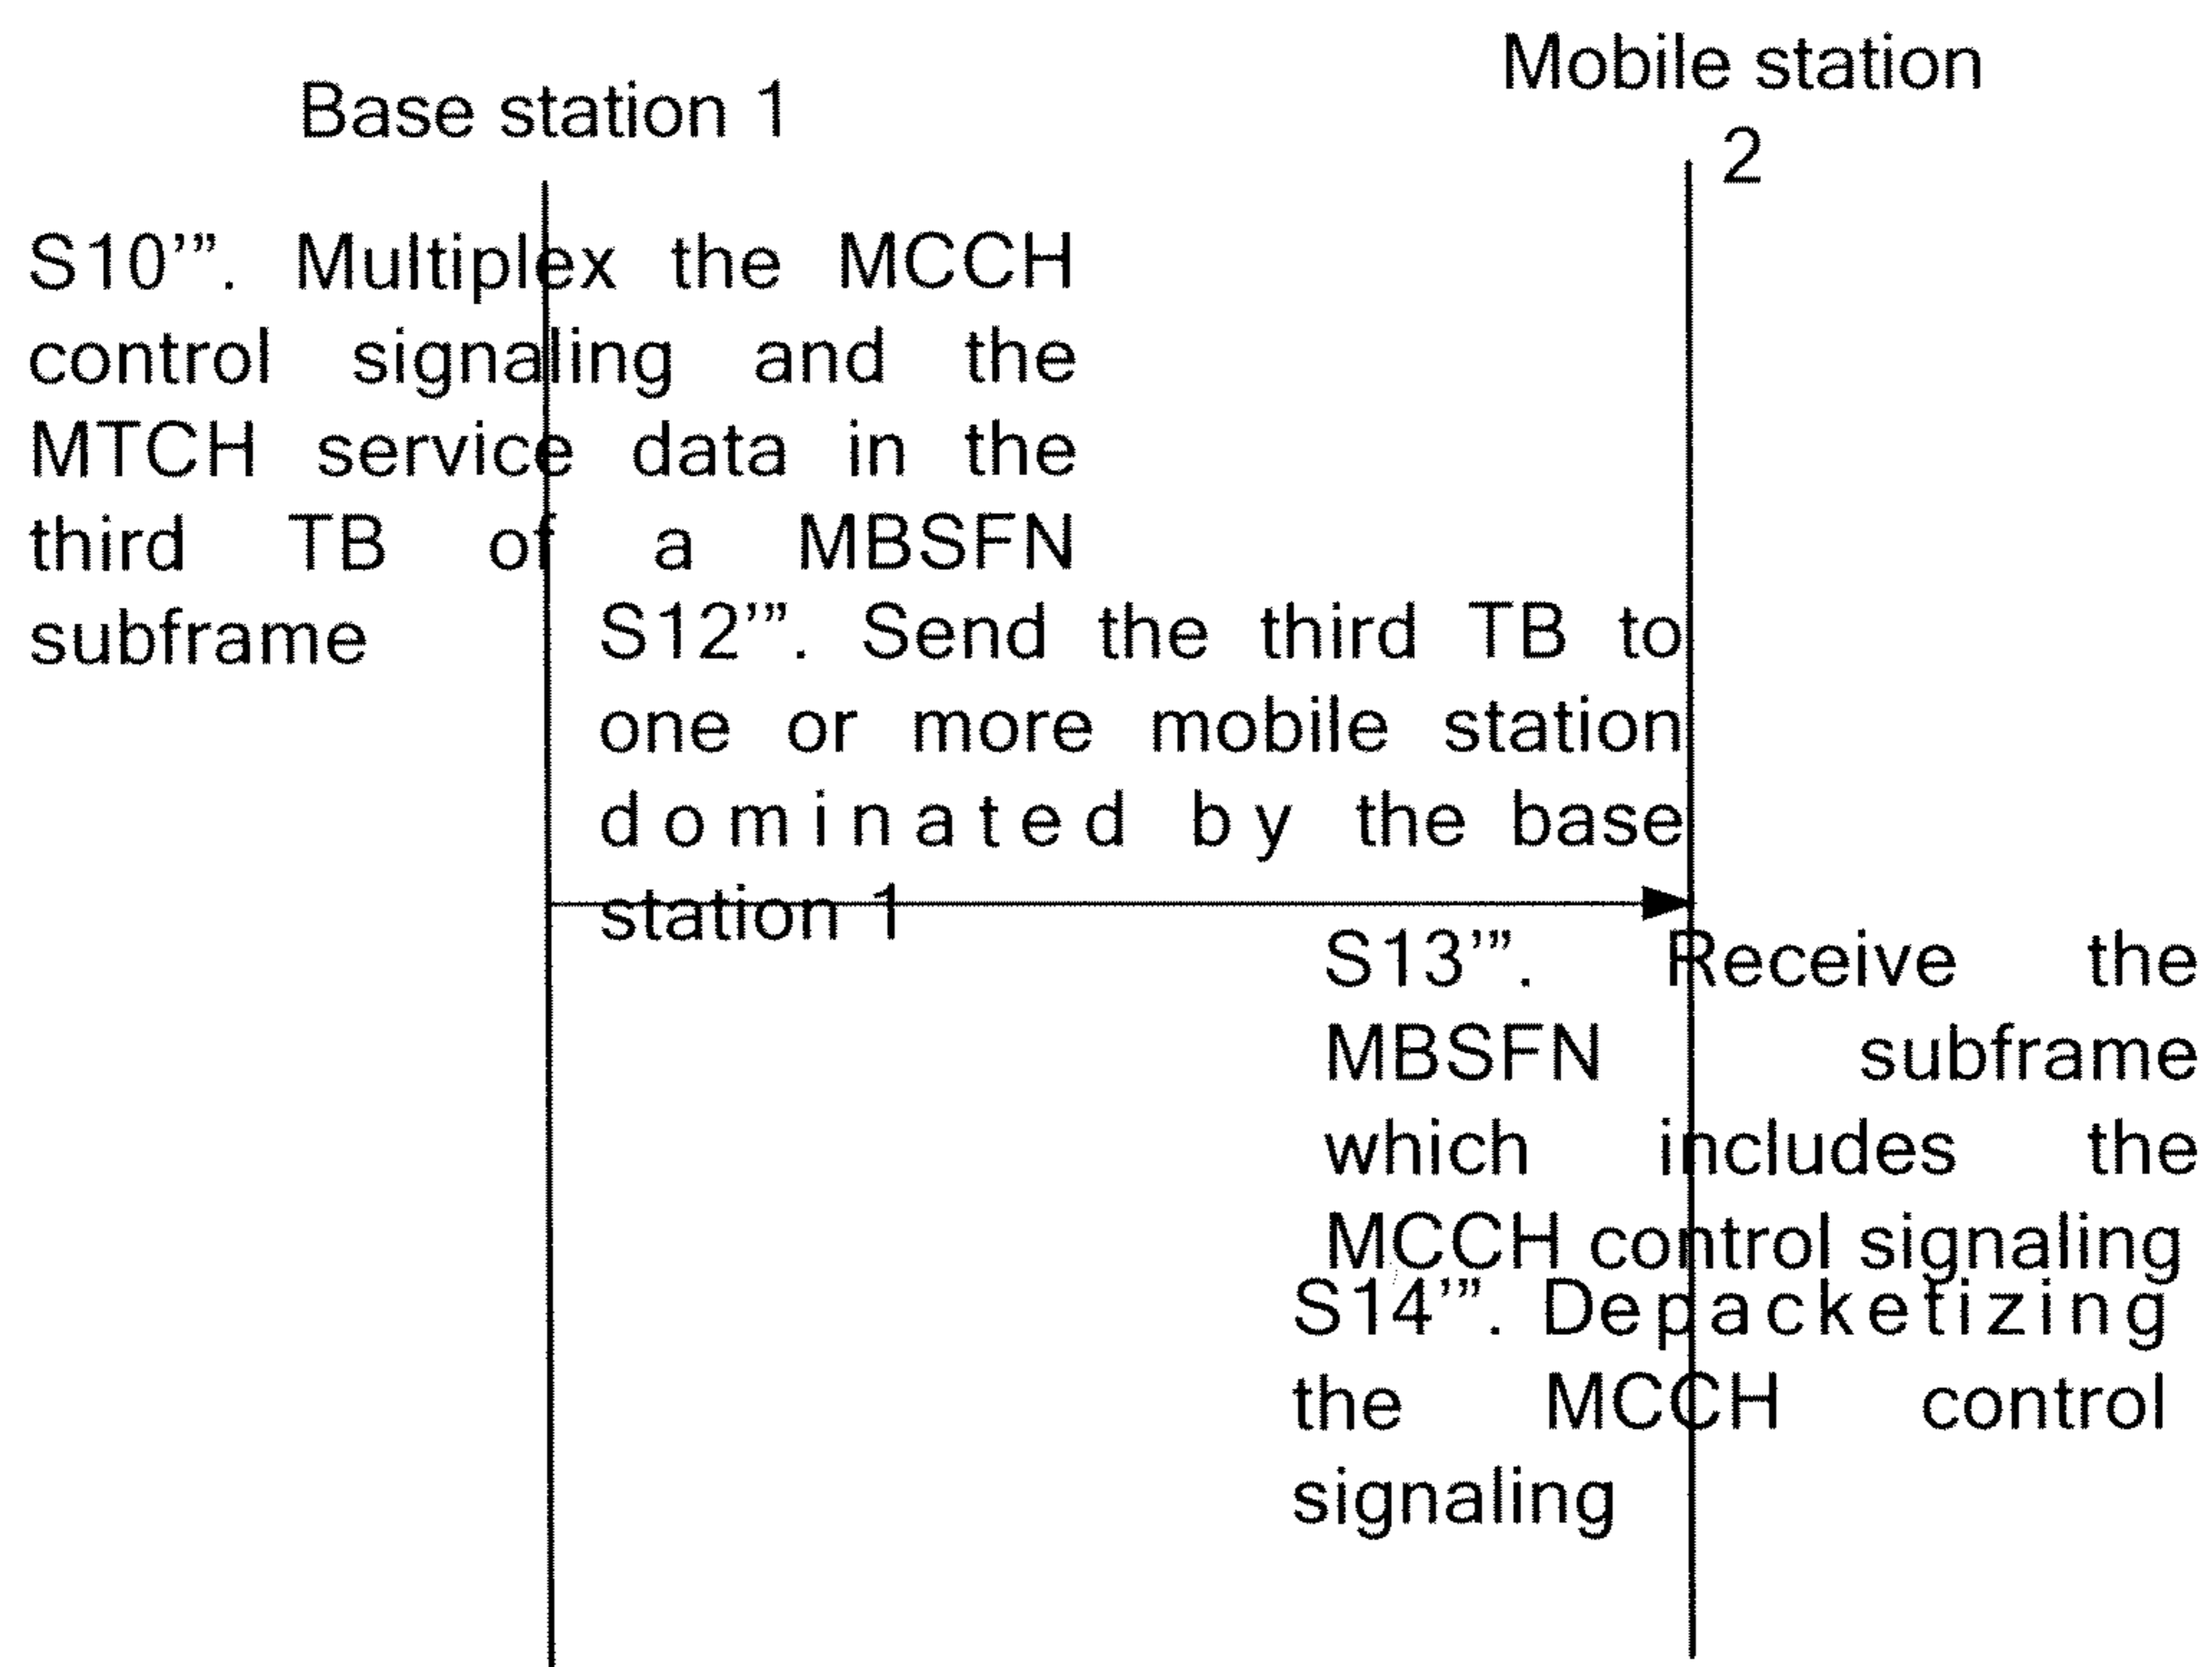 Base station 1
Mobile station
2
S10’”. Multiplex the MCCH
control signaling and the
MTCH service data in the
third TB of a MBSFN
subframe
S12’”. Send the third TB to
one or more mobile station
dominated by the base
station 1
S13’”. Receive the
MBSFN subframe
which includes the
MCCH control signaling
S14’”. Depacketizing
the MCCH control
signaling